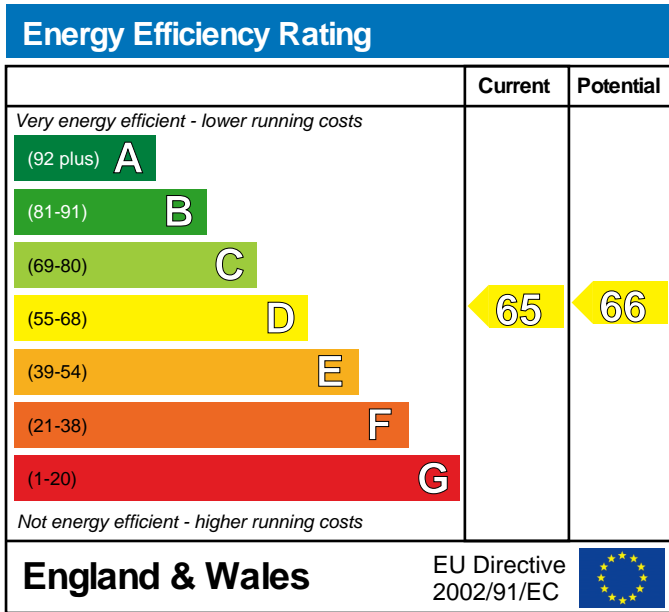 Energy Efficiency Rating
Current Potential
Very energy efficient - lower running costs
(92 plus) A
(81-91) B
(69-80) C
(55-68) D
65 66
(39-54) E
(21-38) F
(1-20) G
Not energy efficient - higher running costs
England & Wales
EU Directive
2002/91/EC